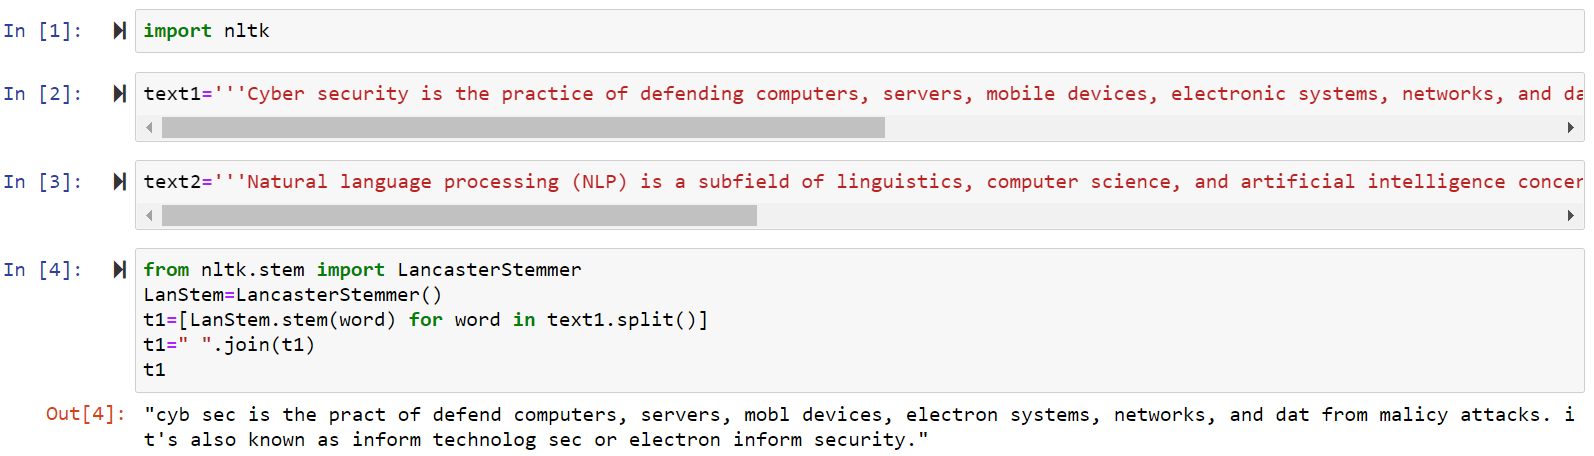 In [1]: import nltk
In [2]: text1='''Cyber security is the practice of defending computers, servers, mobile devices, electronic systems, networks, and da
In [3]: text2='''Natural language processing (NLP) is a subfield of linguistics, computer science, and artificial intelligence concer
In [4]: from nltk.stem import LancasterStemmer
LanStem=LancasterStemmer()
t1=[LanStem.stem(word) for word in text1.split()]
t1=" ".join(t1)
t1
Out[4]: "cyb sec is the pract of defend computers, servers, mobl devices, electron systems, networks, and dat from malicy attacks. i
t's also known as inform technolog sec or electron inform security."